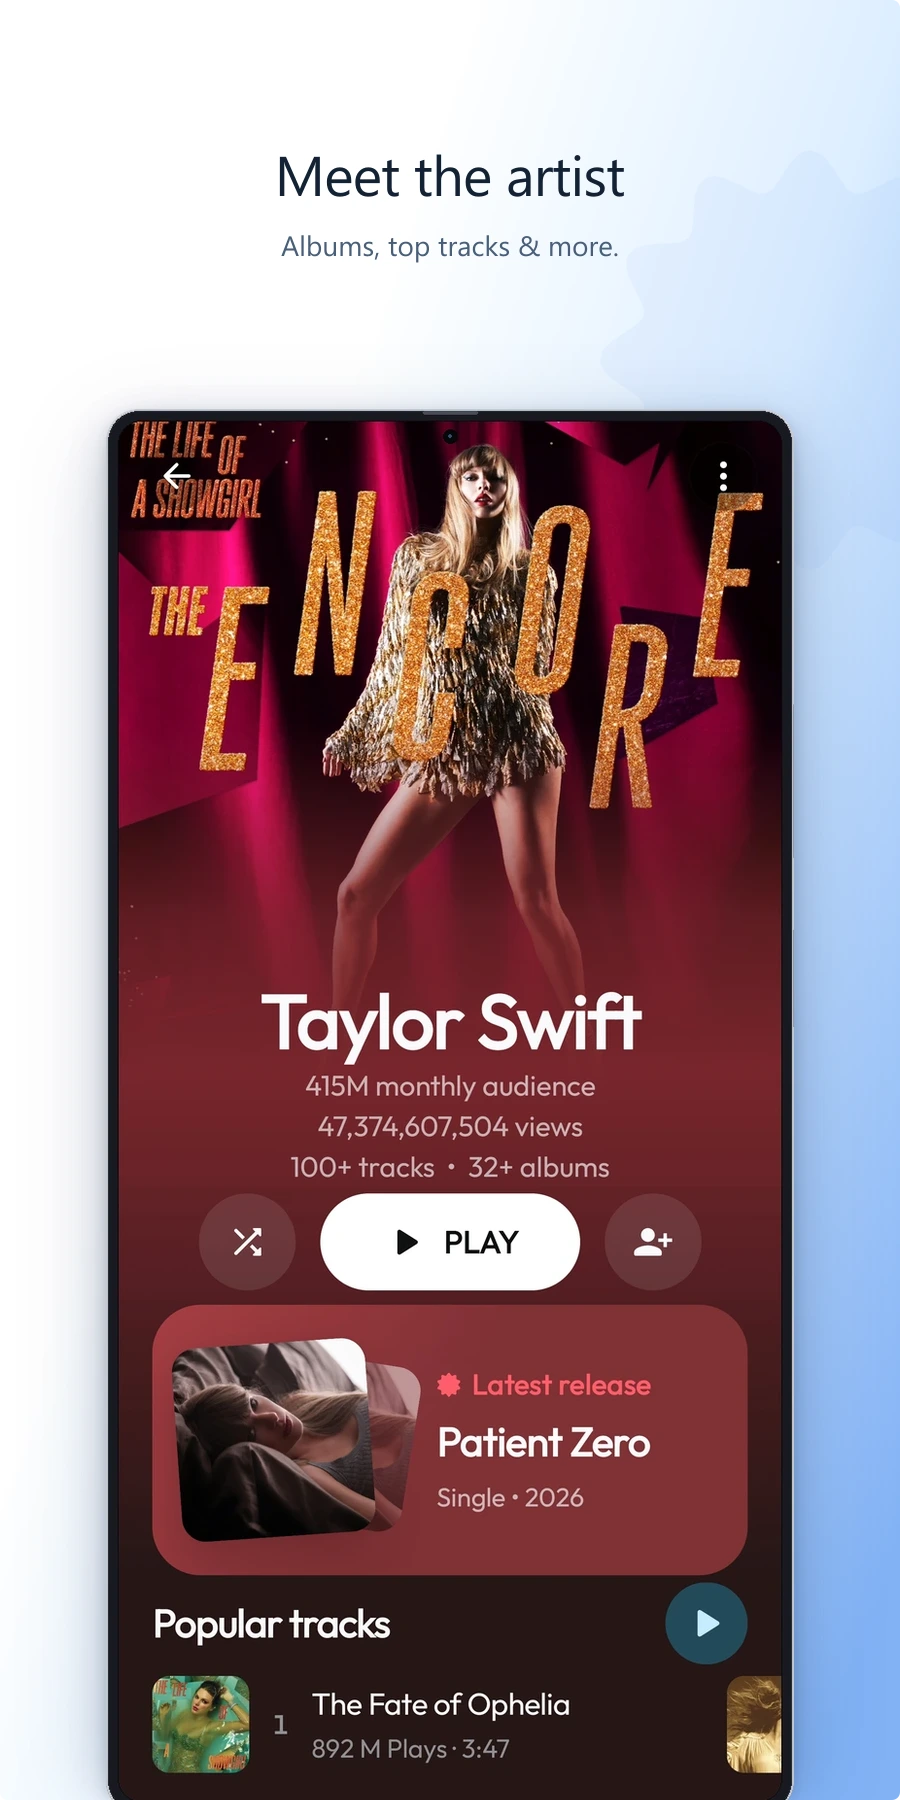 Meet the artist
Albums, top tracks & more.
THE LIFE OF
A SHOWGIRL
THE ENCORE
Taylor Swift
415M monthly audience
47,374,607,504 views
100+ tracks • 32+ albums
PLAY
Latest release
Patient Zero
Single • 2026
Popular tracks
THE LIFE
1
The Fate of Ophelia
892 M Plays · 3:47